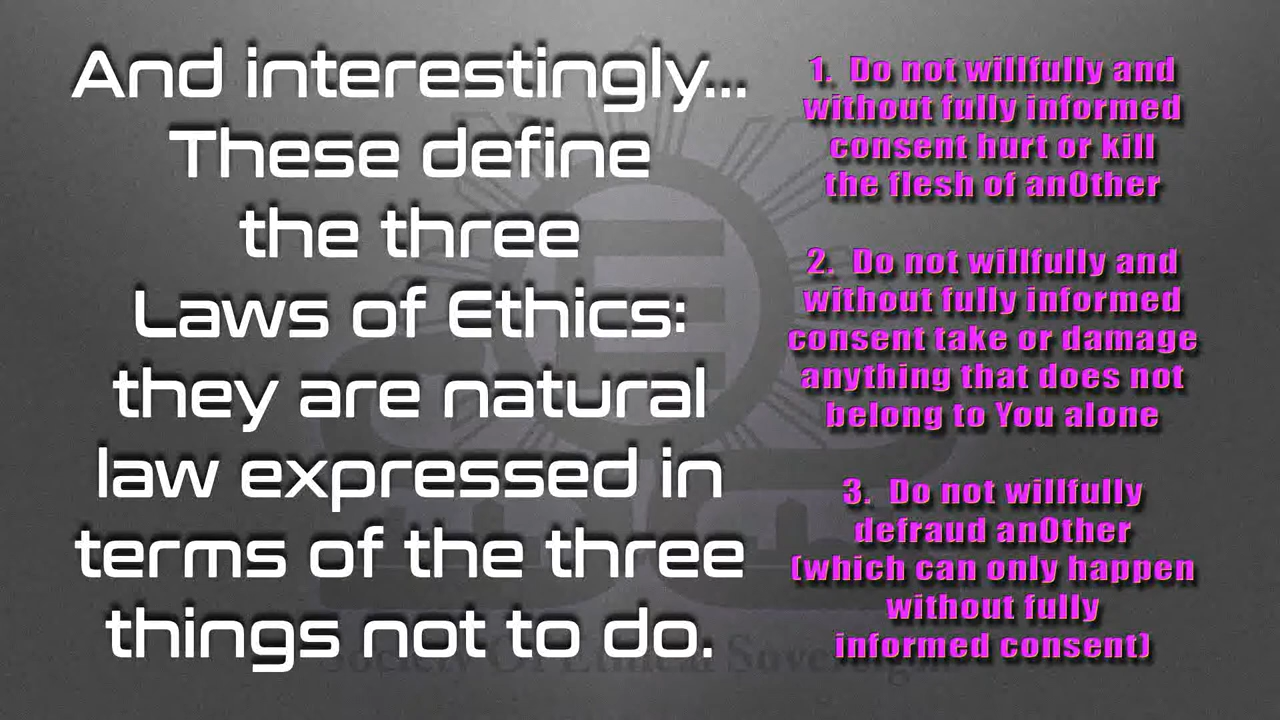 And interestingly...
These define
the three
Laws of Ethics:
they are natural
law expressed in
terms of the three
things not to do.
1. Do not willfully and
without fully informed
consent hurt or kill
the flesh of anOther
2. Do not willfully and
without fully informed
consent take or damage
anything that does not
belong to You alone
3. Do not willfully
defraud anOther
(which can only happen
without fully
informed consent)
Society Of Ethical